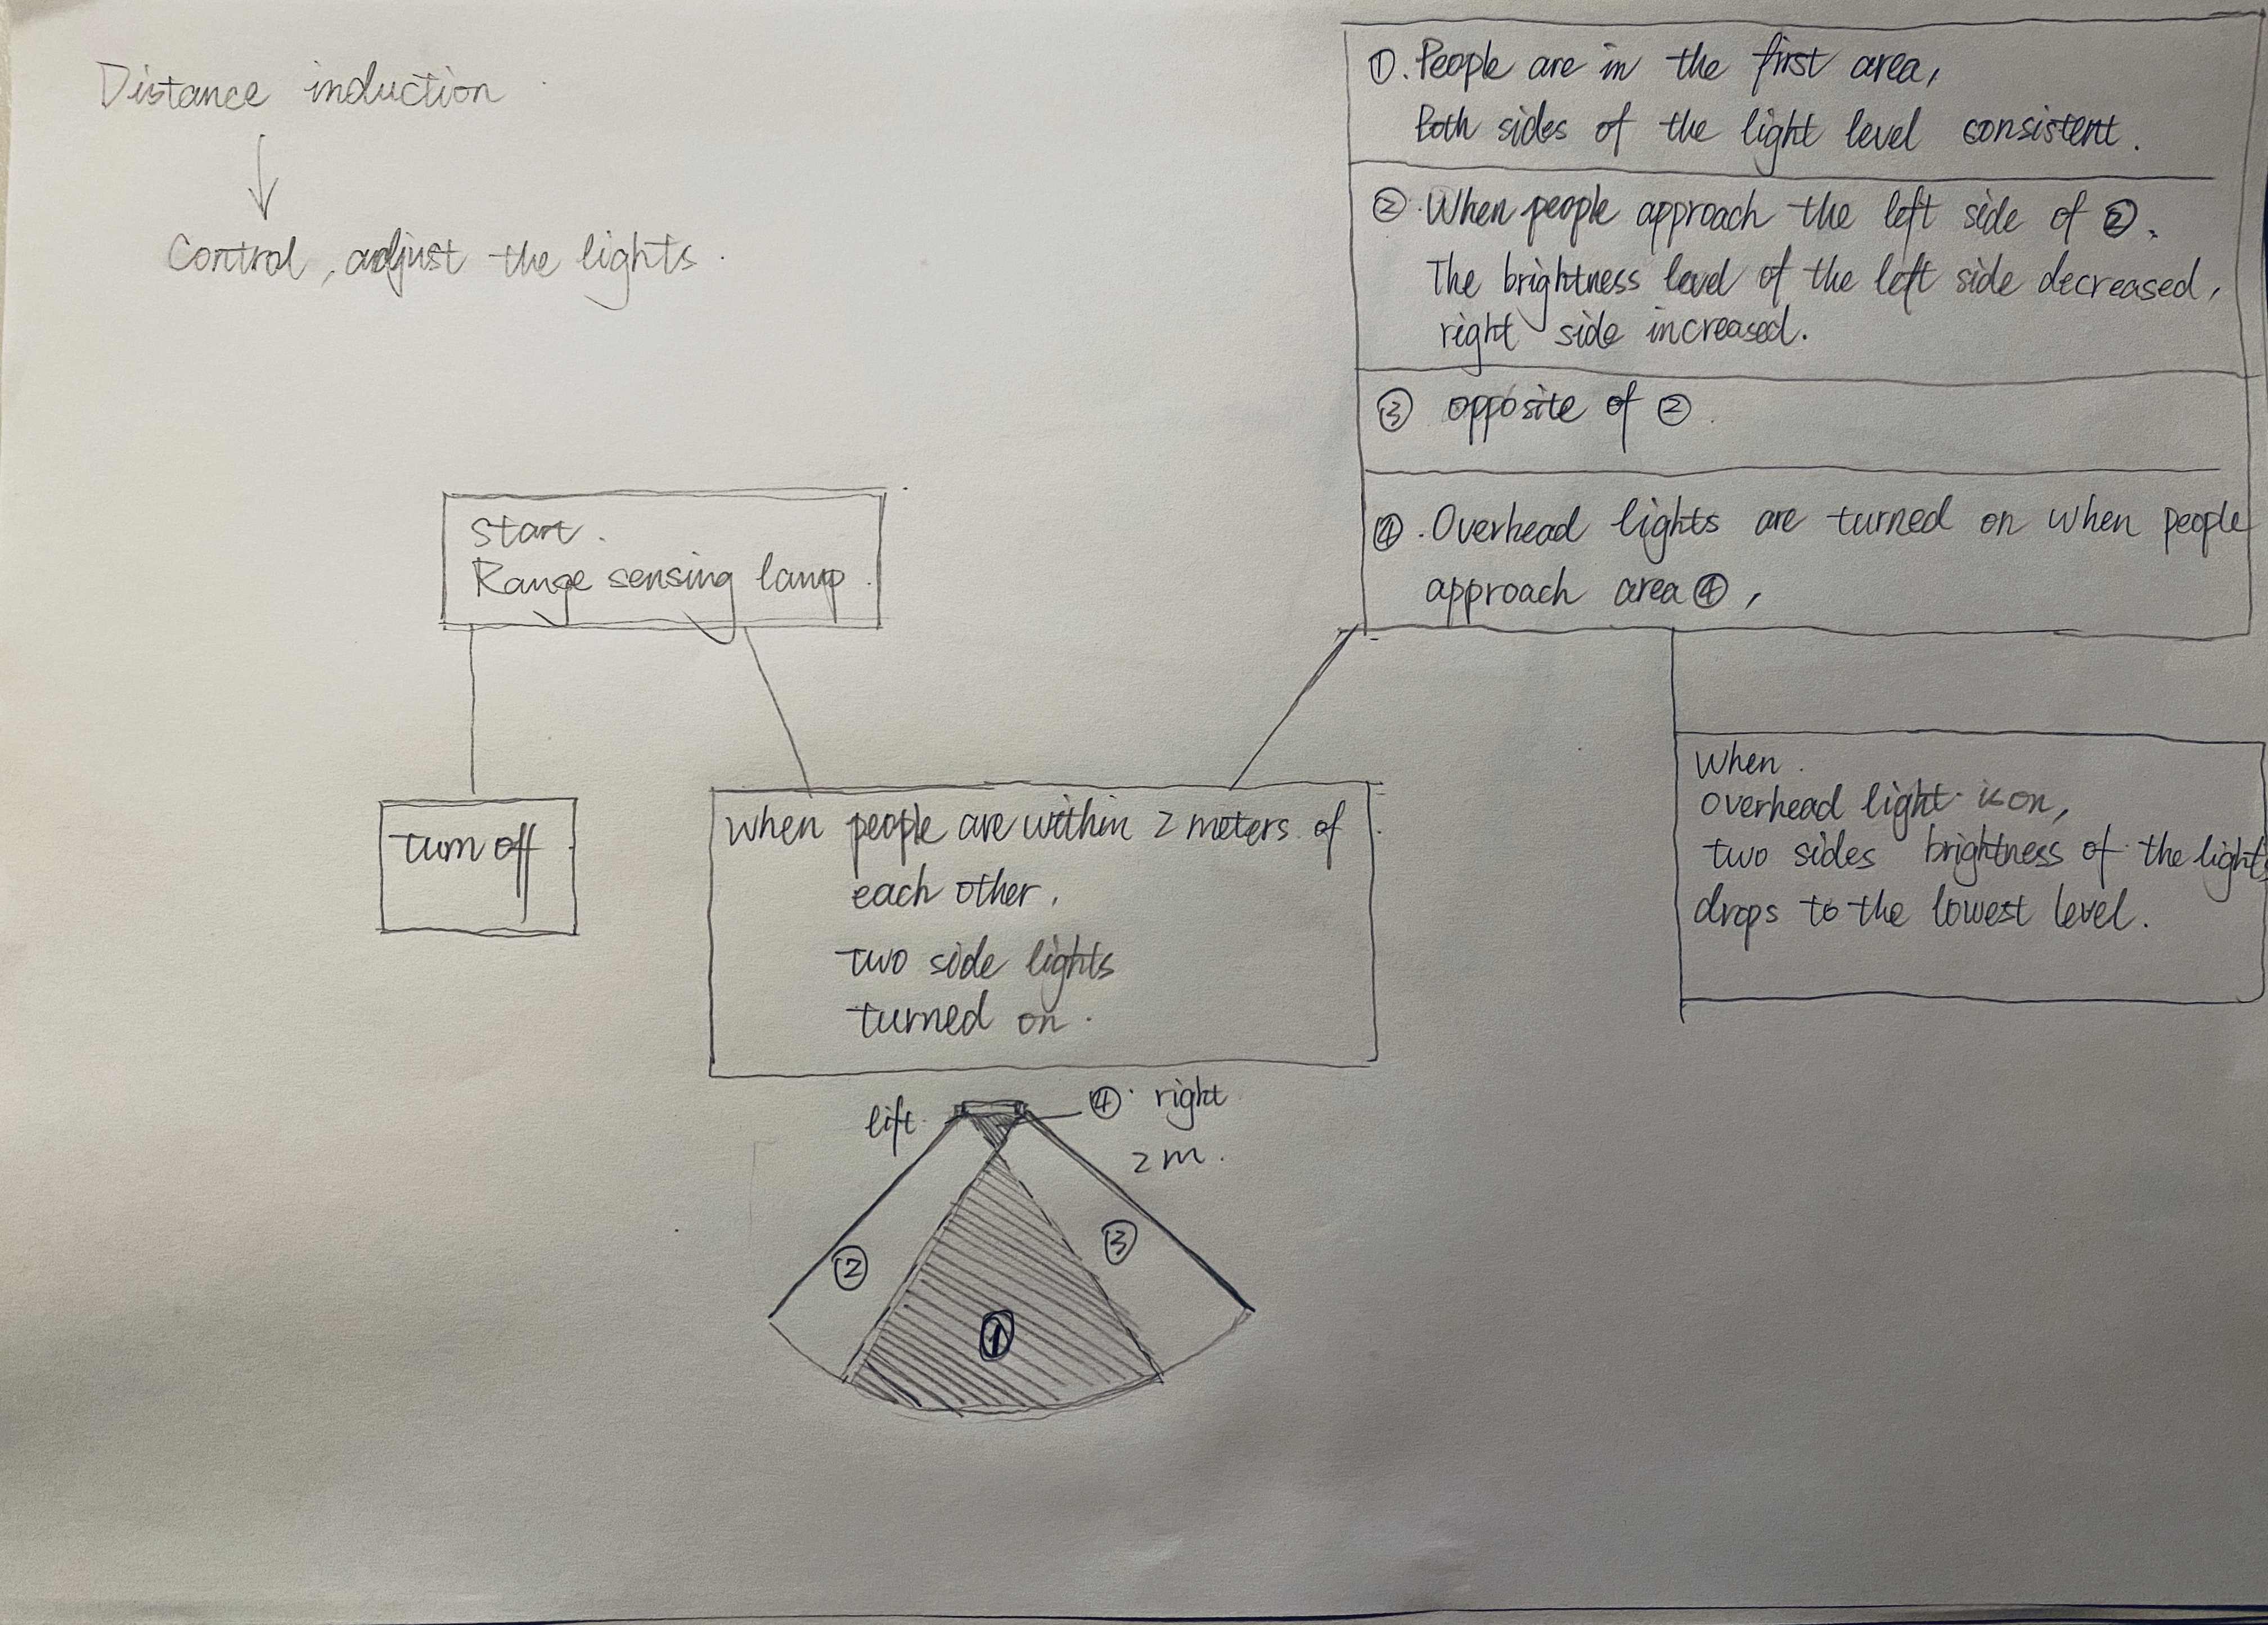 Distance induction
Control, adjust the lights.
Start.
Range sensing lamp.
Turn off
When people are within 2 meters of
each other.
two side lights
turned on.
①. People are in the first area,
Both sides of the light level consistent.
②. When people approach the left side of ②.
The brightness level of the left side decreased,
right side increased.
③ opposite of ②.
④. Overhead lights are turned on when people
approach area ④,
When.
overhead light is on,
two sides brightness of the lights
drops to the lowest level.
lift
④. right
2 m.
②
③
①